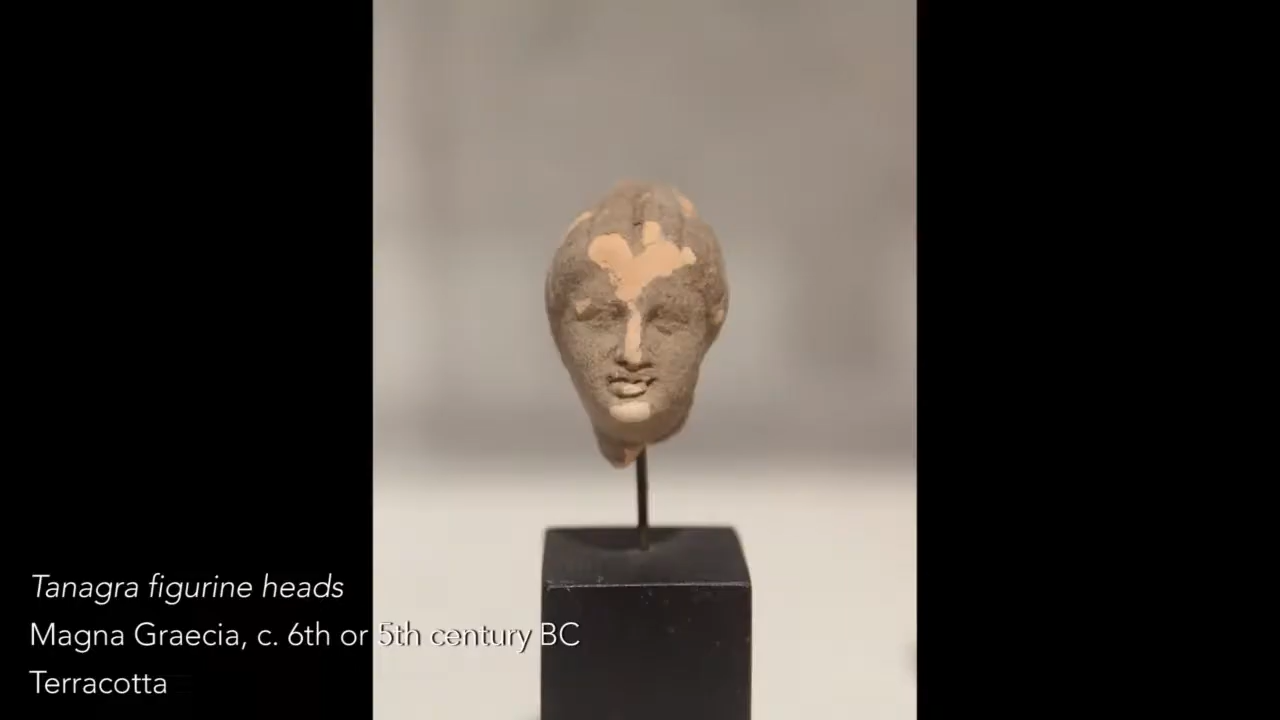 Tanagra figurine heads
Magna Graecia, c. 6th or 5th century BC
Terracotta